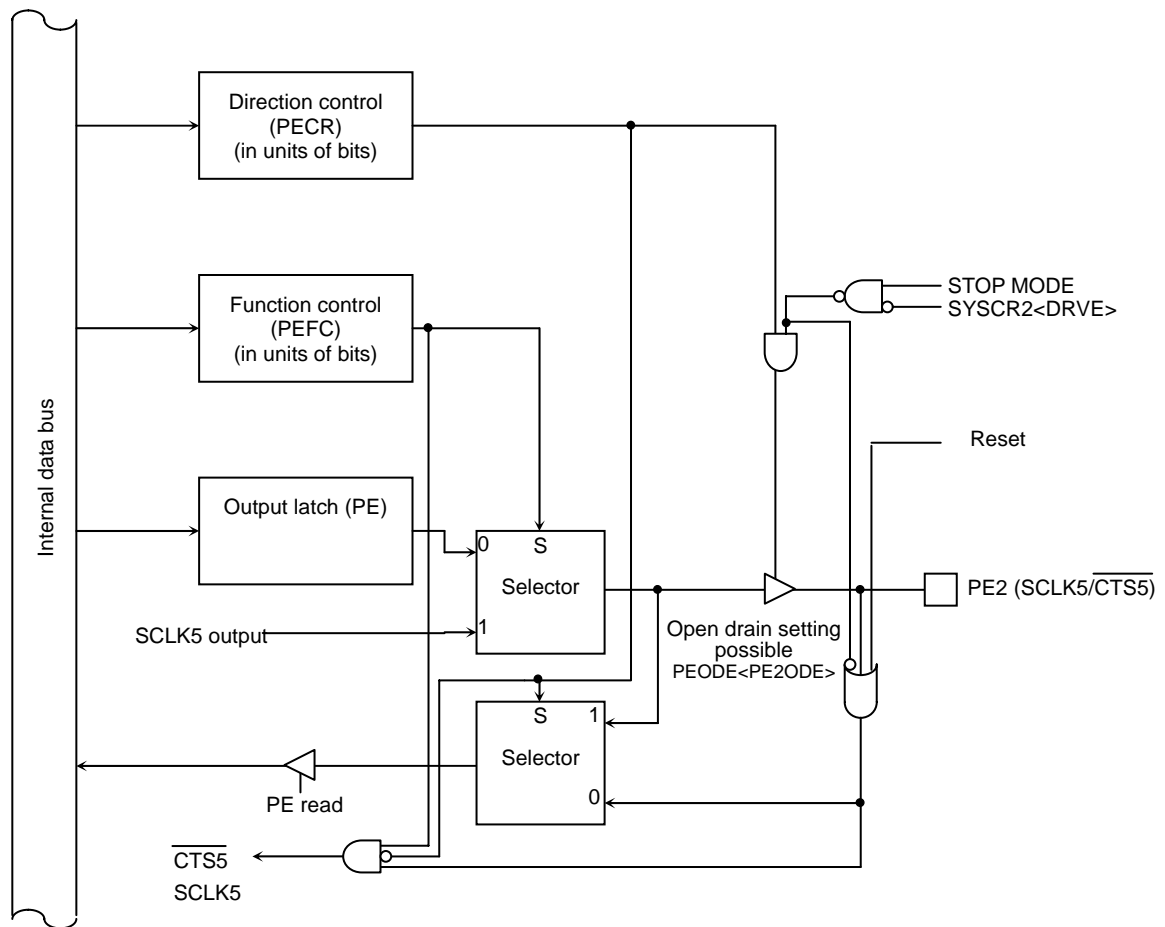 Internal data bus
Direction control
(PECR)
(in units of bits)
Function control
(PEFC)
(in units of bits)
STOP MODE
SYSCR2<DRVE>
Reset
Output latch (PE)
0
S
Selector
1
SCLK5 output
PE2 (SCLK5/CTS5)
Open drain setting
possible
PEODE<PE2ODE>
S
1
Selector
0
PE read
CTS5
SCLK5